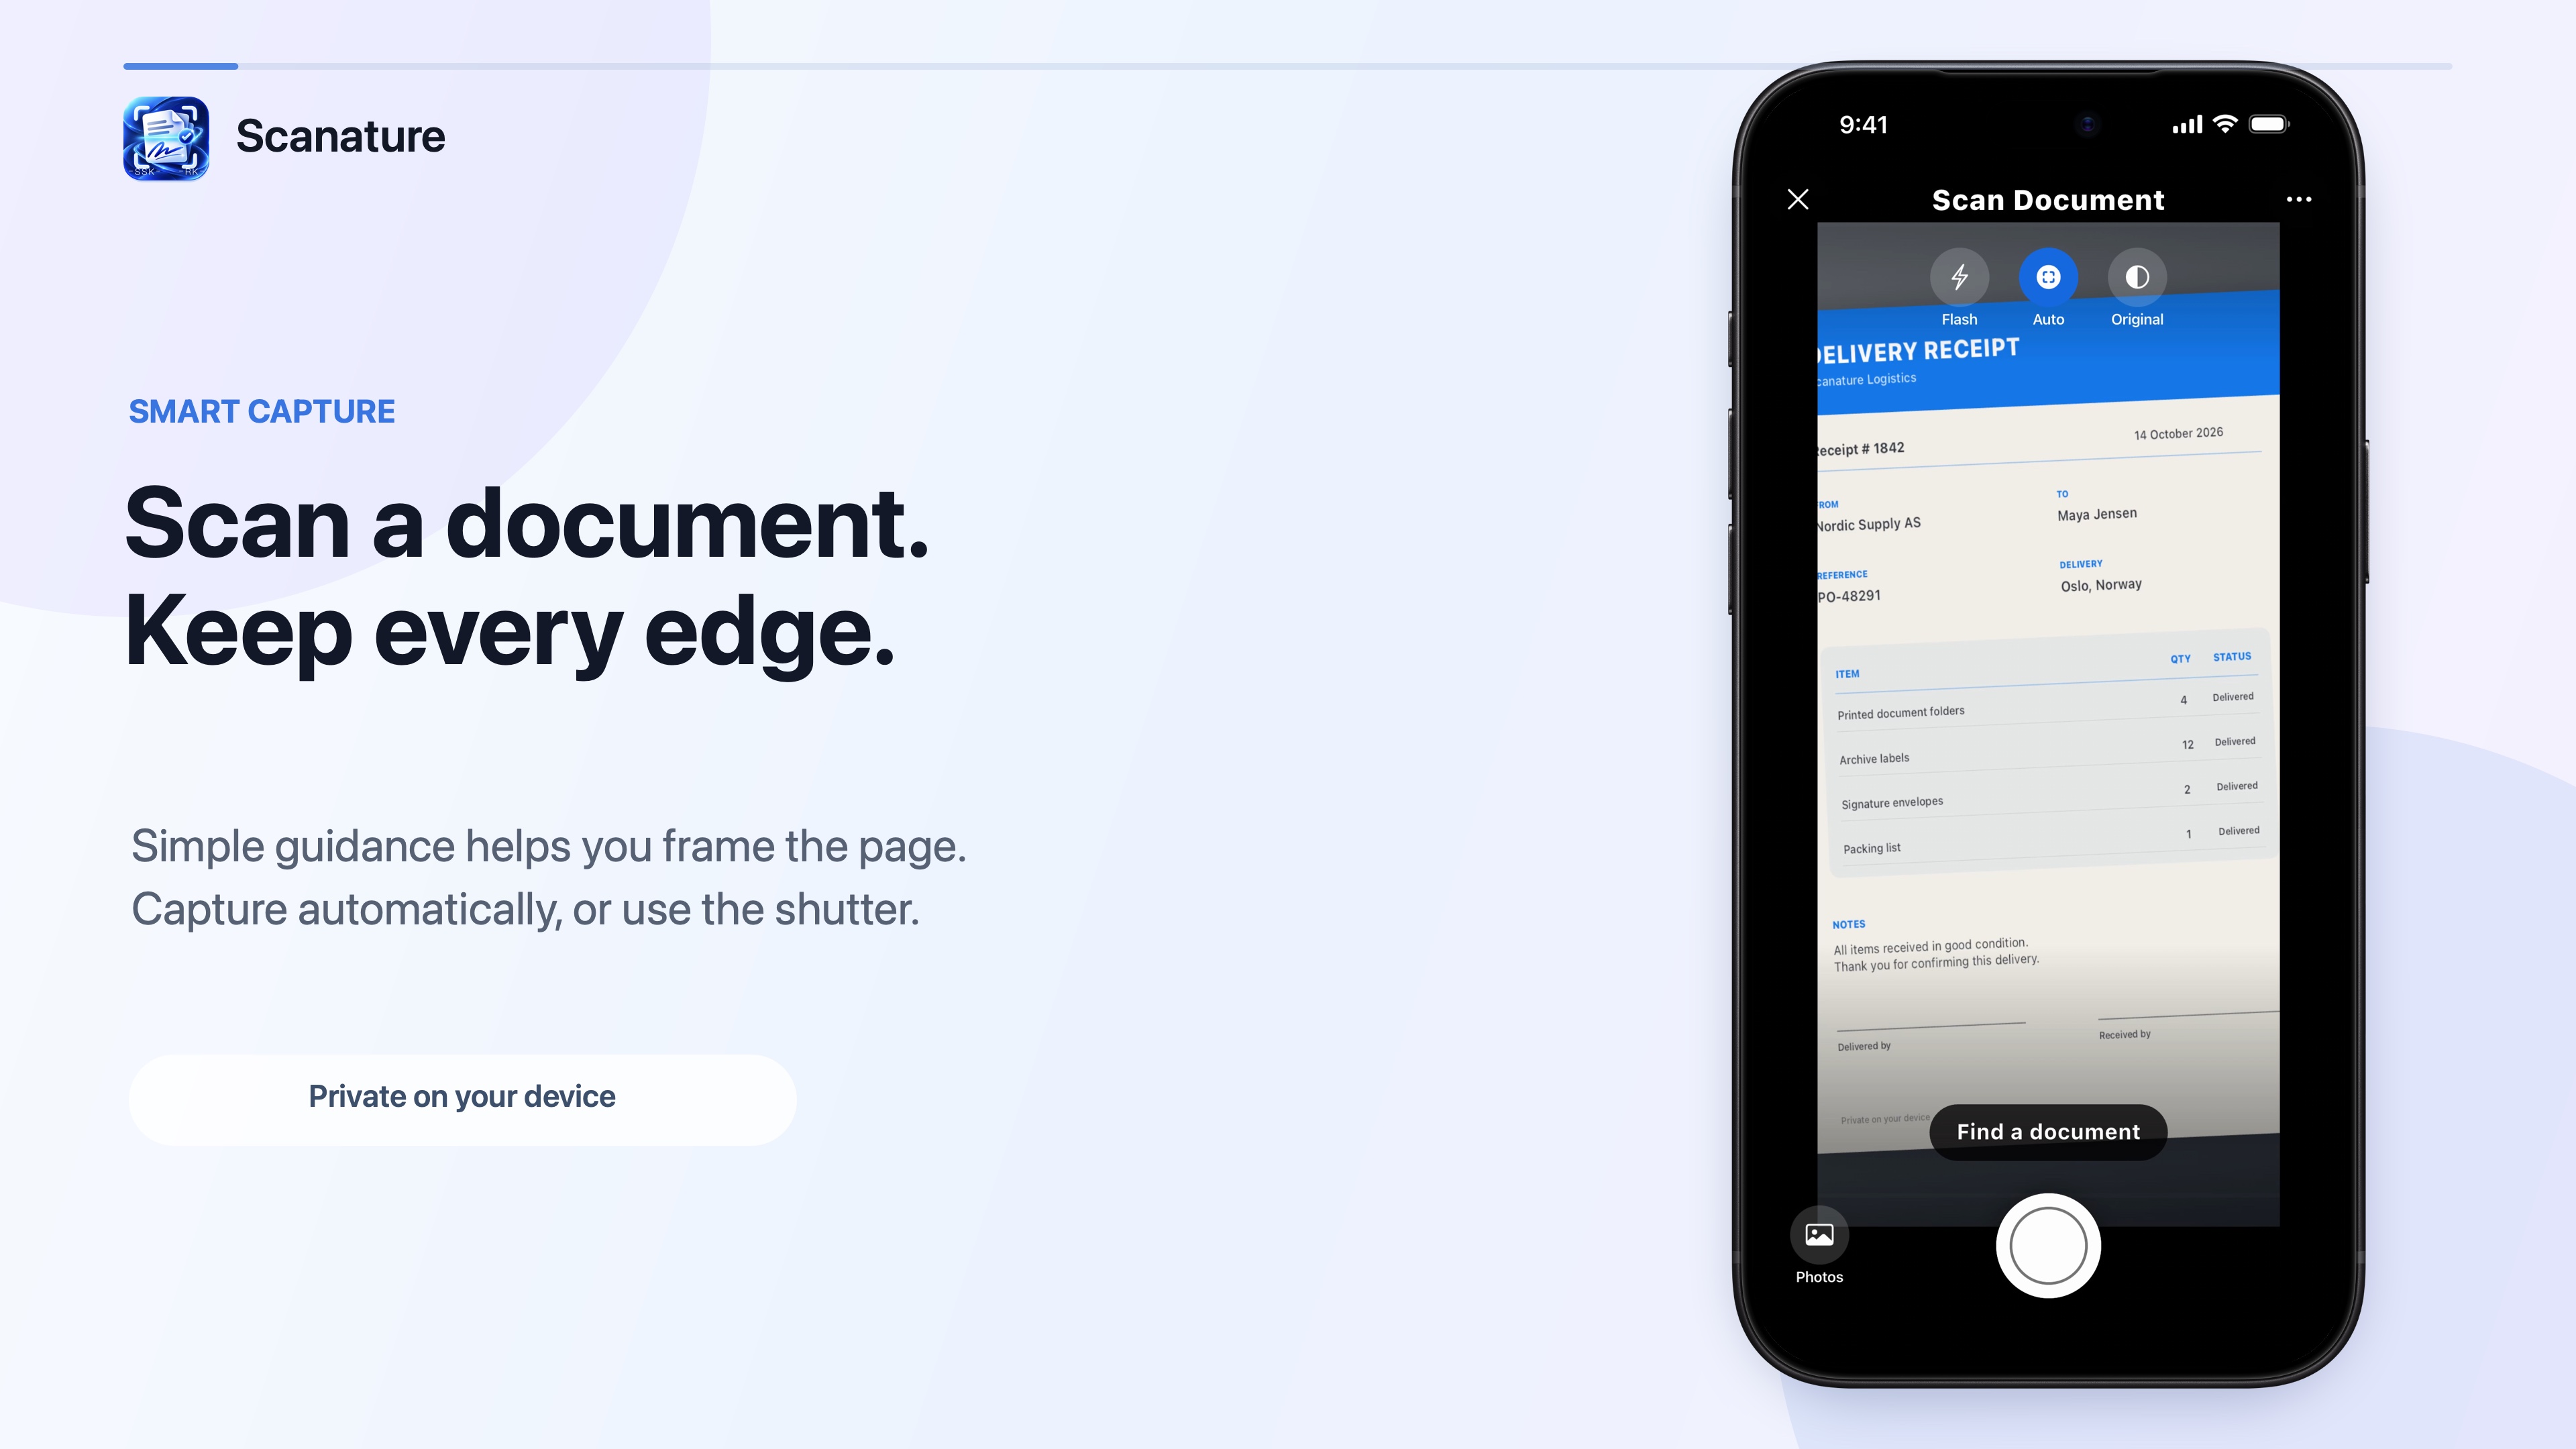 Scanature
SSK RK
SMART CAPTURE
Scan a document.
Keep every edge.
Simple guidance helps you frame the page.
Capture automatically, or use the shutter.
Private on your device
9:41
Scan Document
Flash Auto Original
DELIVERY RECEIPT
canature Logistics
Receipt # 1842 14 October 2026
FROM TO
Nordic Supply AS Maya Jensen
REFERENCE DELIVERY
PO-48291 Oslo, Norway
ITEM QTY STATUS
Printed document folders 4 Delivered
Archive labels 12 Delivered
Signature envelopes 2 Delivered
Packing list 1 Delivered
NOTES
All items received in good condition.
Thank you for confirming this delivery.
Delivered by Received by
Private on your device
Find a document
Photos